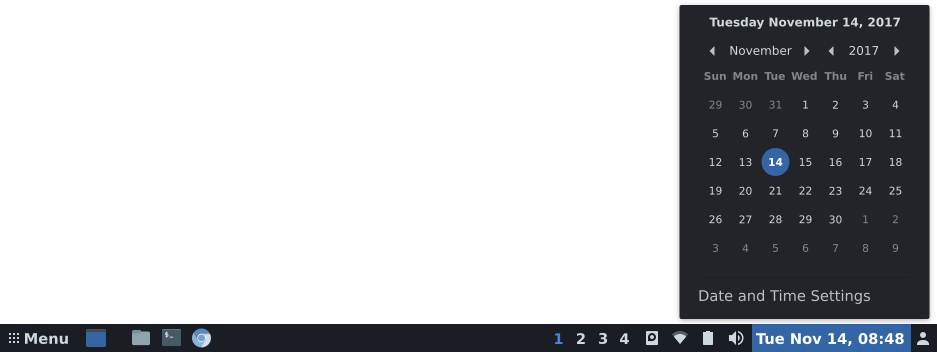 Tuesday November 14, 2017
November 2017
Sun Mon Tue Wed Thu Fri Sat
29 30 31 1 2 3 4
5 6 7 8 9 10 11
12 13 14 15 16 17 18
19 20 21 22 23 24 25
26 27 28 29 30 1 2
3 4 5 6 7 8 9
Date and Time Settings
Menu $_ 1 2 3 4 Tue Nov 14, 08:48